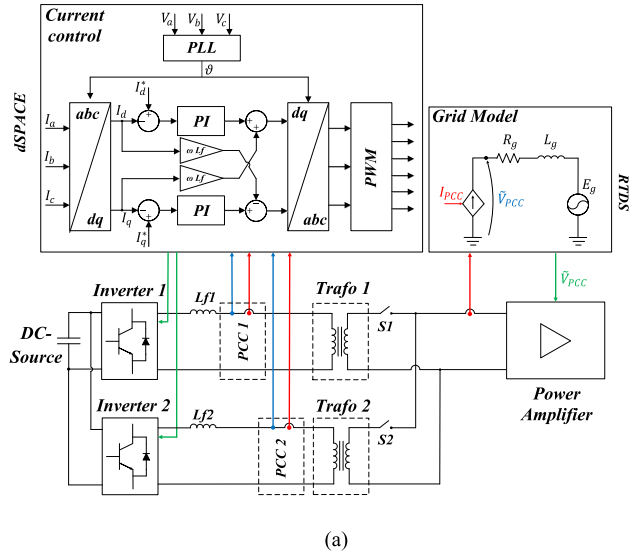 Current
control
V_a V_b V_c
PLL
ϑ
dSPACE
I_a
I_b
I_c
abc
dq
I_d
I_d^*
PI
ω Lf
ω Lf
I_q
I_q^*
PI
dq
abc
PWM
Grid Model
R_g L_g
I_PCC
Ṽ_PCC
E_g
RTDS
Ṽ_PCC
Inverter 1
Lf1
PCC 1
Trafo 1
S1
DC-
Source
Power
Amplifier
Inverter 2
Lf2
PCC 2
Trafo 2
S2
(a)